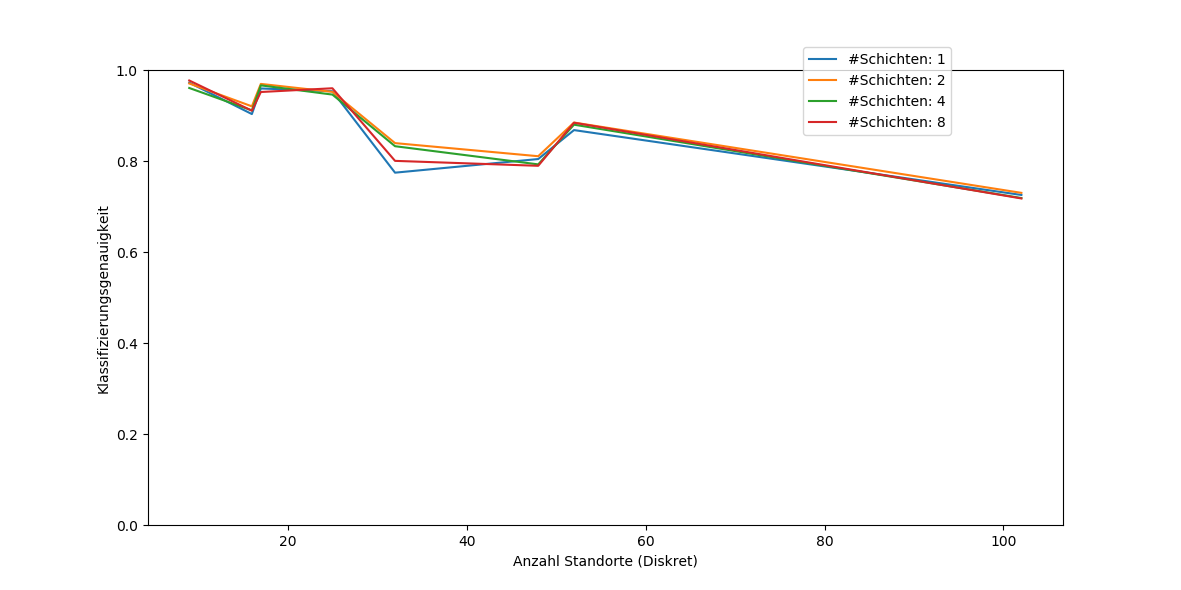 #Schichten: 1
#Schichten: 2
#Schichten: 4
#Schichten: 8
1.0
0.8
0.6
0.4
0.2
0.0
Klassifizierungsgenauigkeit
20 40 60 80 100
Anzahl Standorte (Diskret)